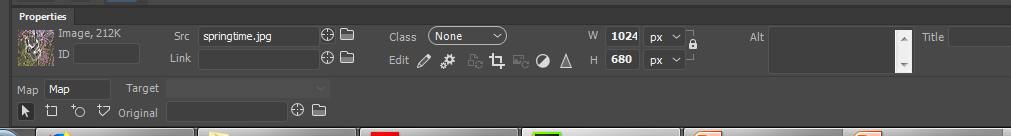 Properties
Image, 212K Src springtime.jpg Class None W 1024 px Alt Title
ID Link Edit H 680 px
Map Map Target
Original